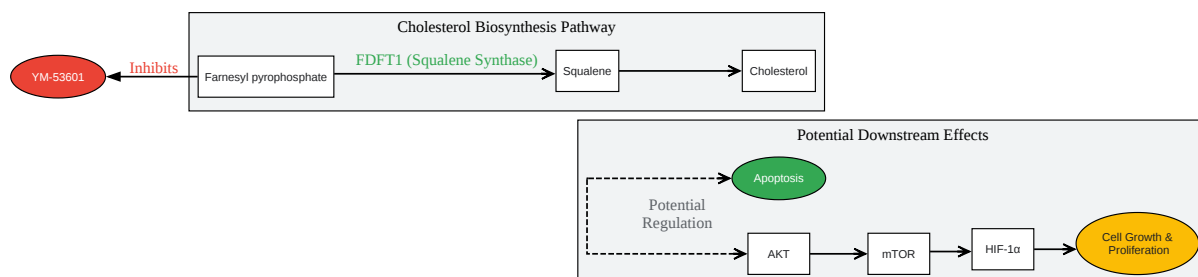 Cholesterol Biosynthesis Pathway
YM-53601
Inhibits
Farnesyl pyrophosphate
FDFT1 (Squalene Synthase)
Squalene
Cholesterol
Potential Downstream Effects
Apoptosis
Potential
Regulation
AKT
mTOR
HIF-1α
Cell Growth &
Proliferation